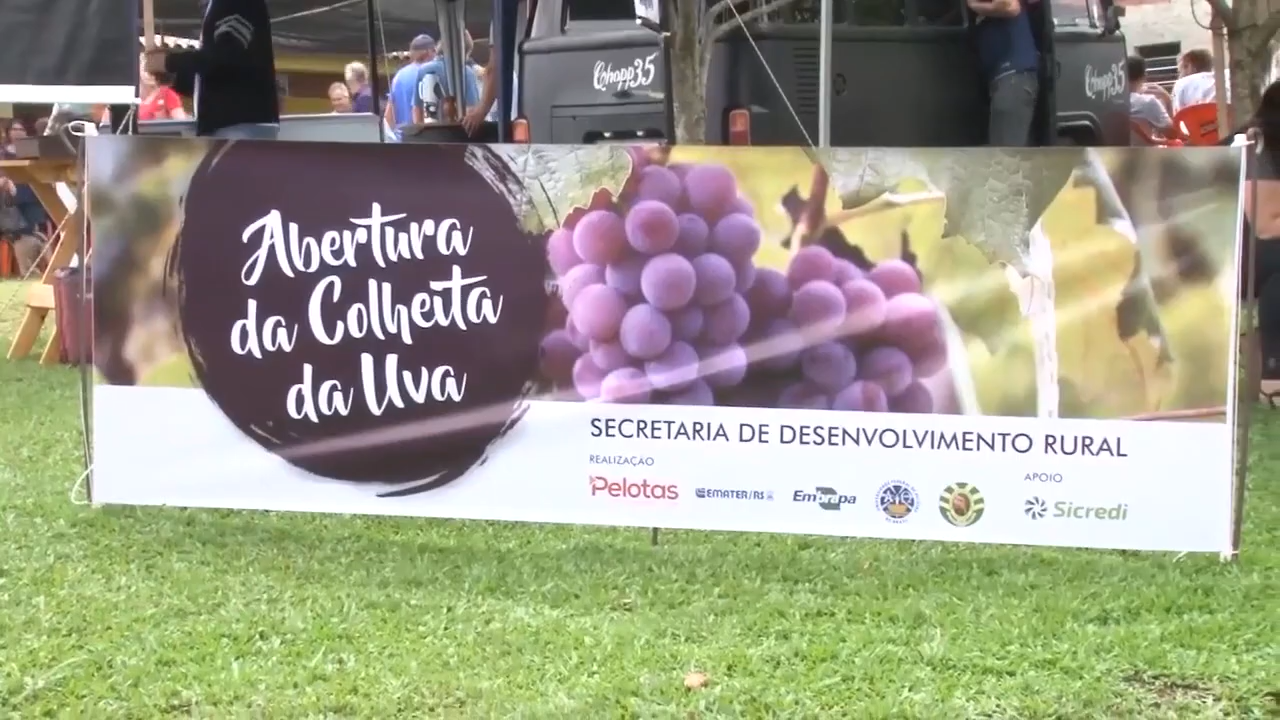 Chopp35
Chopp35
Abertura
da Colheita
da Uva
SECRETARIA DE DESENVOLVIMENTO RURAL
REALIZAÇÃO
APOIO
Pelotas
EMATER/RS
Embrapa
Sicredi